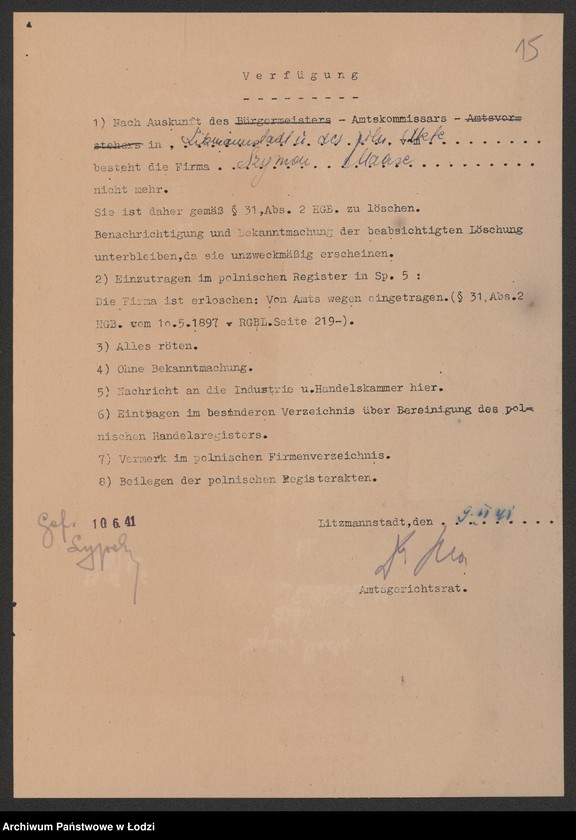 15
Verfügung
1) Nach Auskunft des Bürgermeisters - Amtskommissars - Amtsvor=
stehers in Litzmannstadt u. des poln.
besteht die Firma Szymon
nicht mehr.
Sie ist daher gemäß § 31,Abs. 2 HGB. zu löschen.
Benachrichtigung und Bekanntmachung der beabsichtigten Löschung
unterbleiben,da sie unzweckmäßig erscheinen.
2) Einzutragen im polnischen Register in Sp. 5 :
Die Firma ist erloschen: Von Amts wegen eingetragen.(§ 31,Abs.2
HGB. vom 10.5.1897 - RGBL.Seite 219-).
3) Alles röten.
4) Ohne Bekanntmachung.
5) Nachricht an die Industrie u.Handelskammer hier.
6) Eintragen im besonderen Verzeichnis über Bereinigung des pol=
nischen Handelsregisters.
7) Vermerk im polnischen Firmenverzeichnis.
8) Beilegen der polnischen Registerakten.
Gef. 10.6.41
Litzmannstadt,den
Amtsgerichtsrat.
Archiwum Państwowe w Łodzi